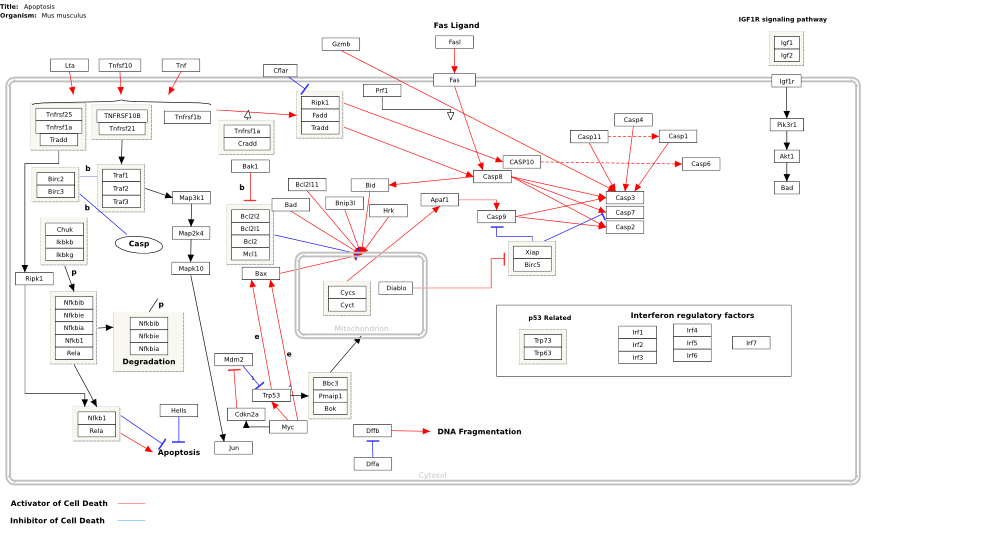 Title: Apoptosis
Organism: Mus musculus
IGF1R signaling pathway
Fas Ligand
Gzmb
Fasl
Igf1
Igf2
Lta
Tnfsf10
Tnf
Cflar
Fas
Igf1r
Prf1
Tnfrsf25
Tnfrsf1a
Tradd
TNFRSF10B
Tnfrsf21
Tnfrsf1b
Ripk1
Fadd
Tradd
Tnfrsf1a
Cradd
Casp4
Casp11
Casp1
Pik3r1
CASP10
Casp6
Akt1
Bak1
b
Birc2
Birc3
b
Traf1
Traf2
Traf3
b
Casp8
Bad
Bcl2l11
Bid
Map3k1
Bnip3l
Apaf1
Casp3
Casp7
Casp2
Bad
Hrk
Casp9
Bcl2l2
Bcl2l1
Bcl2
Mcl1
Chuk
Ikbkb
Ikbkg
Map2k4
Casp
Xiap
Birc5
p
Mapk10
Bax
Ripk1
Diablo
Cycs
Cyct
Mitochondrion
Nfkbib
Nfkbie
Nfkbia
Nfkb1
Rela
p
Nfkbib
Nfkbie
Nfkbia
Degradation
e
e
p53 Related
Trp73
Trp63
Interferon regulatory factors
Irf1
Irf2
Irf3
Irf4
Irf5
Irf6
Irf7
Mdm2
Trp53
Bbc3
Pmaip1
Bok
Cdkn2a
Myc
Hells
Nfkb1
Rela
Apoptosis
Jun
Dffb
DNA Fragmentation
Dffa
Cytosol
Activator of Cell Death
Inhibitor of Cell Death